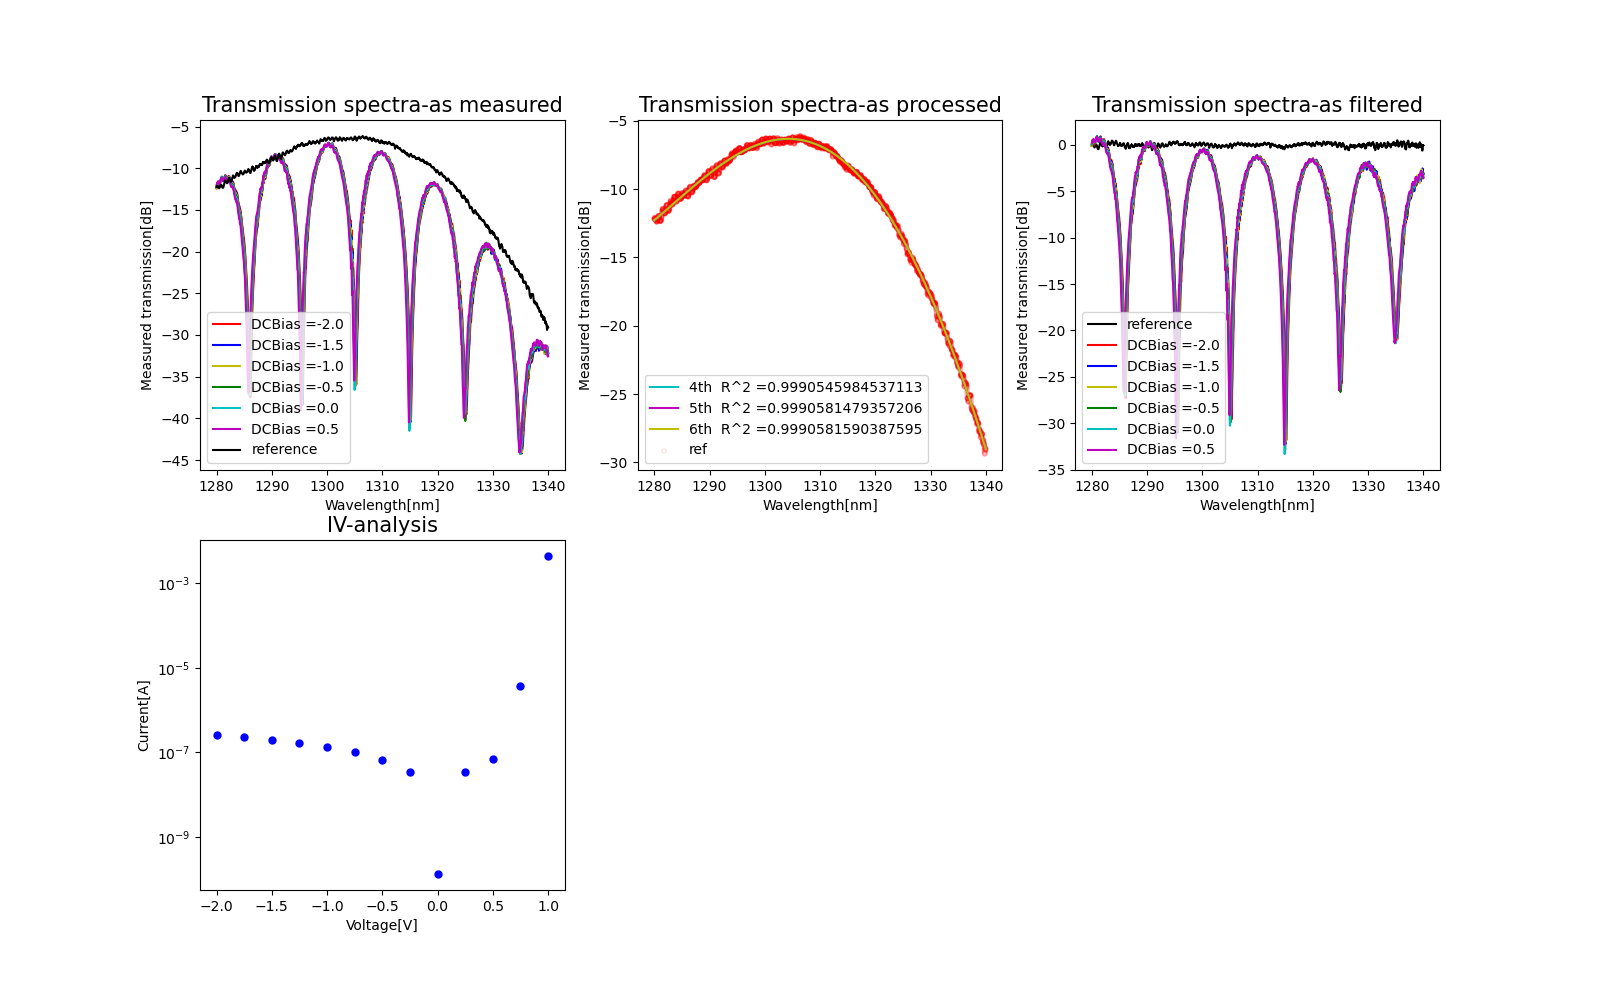 Transmission spectra-as measured
Measured transmission[dB]
−5
−10
−15
−20
−25
−30
−35
−40
−45
DCBias =-2.0
DCBias =-1.5
DCBias =-1.0
DCBias =-0.5
DCBias =0.0
DCBias =0.5
reference
1280 1290 1300 1310 1320 1330 1340
Wavelength[nm]
Transmission spectra-as processed
Measured transmission[dB]
−5
−10
−15
−20
−25
−30
4th R^2 =0.9990545984537113
5th R^2 =0.9990581479357206
6th R^2 =0.9990581590387595
ref
1280 1290 1300 1310 1320 1330 1340
Wavelength[nm]
Transmission spectra-as filtered
Measured transmission[dB]
0
−5
−10
−15
−20
−25
−30
−35
reference
DCBias =-2.0
DCBias =-1.5
DCBias =-1.0
DCBias =-0.5
DCBias =0.0
DCBias =0.5
1280 1290 1300 1310 1320 1330 1340
Wavelength[nm]
IV-analysis
Current[A]
10⁻³
10⁻⁵
10⁻⁷
10⁻⁹
−2.0 −1.5 −1.0 −0.5 0.0 0.5 1.0
Voltage[V]